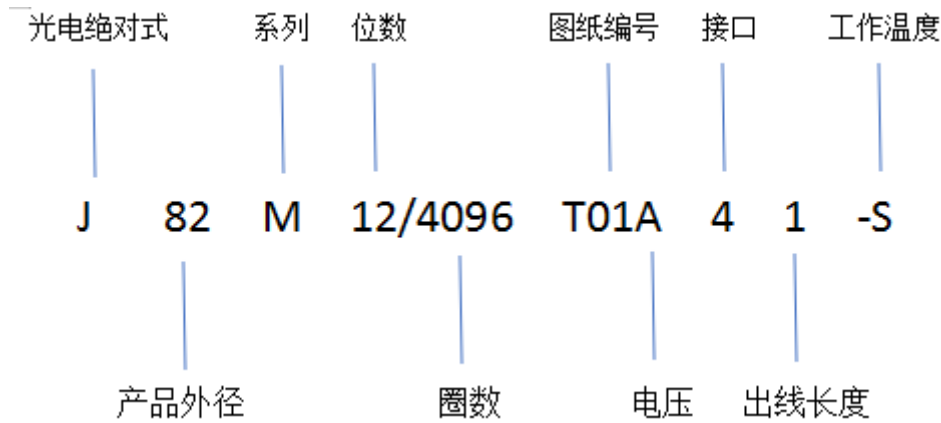 光电绝对式 系列 位数 图纸编号 接口 工作温度
J 82 M 12/4096 T01A 4 1 -S
产品外径 圈数 电压 出线长度